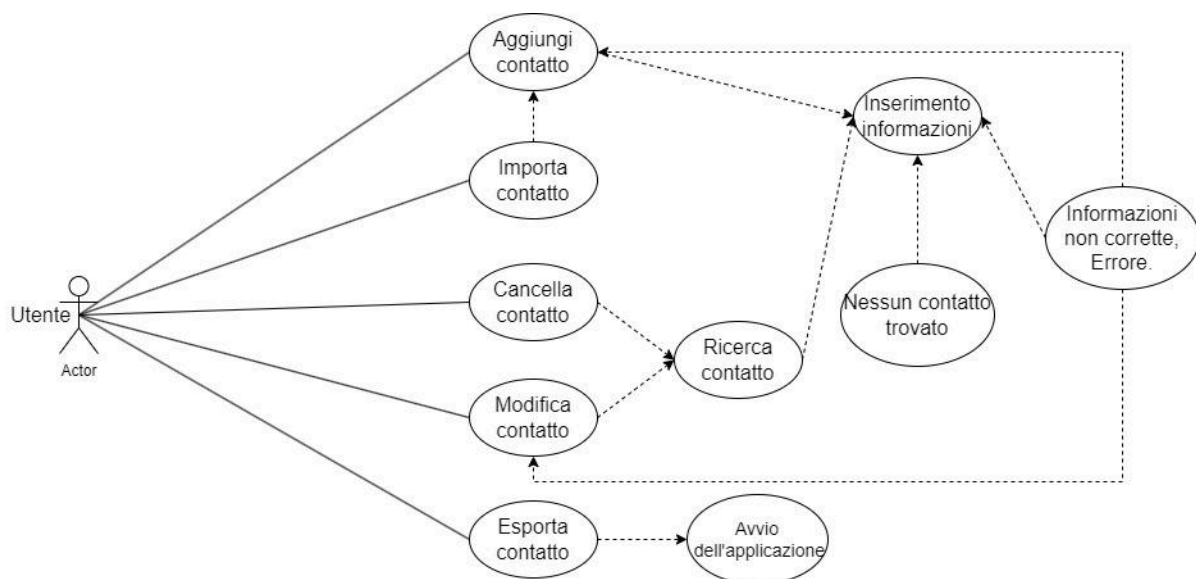 Aggiungi
contatto
Inserimento
informazioni
Importa
contatto
Informazioni
non corrette,
Errore.
Cancella
contatto
Nessun contatto
trovato
Utente
Actor
Ricerca
contatto
Modifica
contatto
Esporta
contatto
Avvio
dell'applicazione